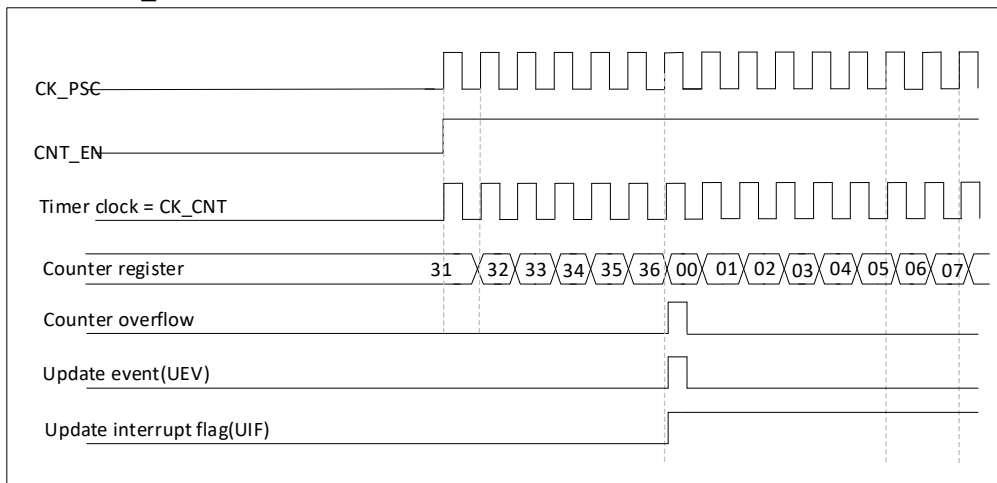 CK_PSC
CNT_EN
Timer clock = CK_CNT
Counter register 31 32 33 34 35 36 00 01 02 03 04 05 06 07
Counter overflow
Update event(UEV)
Update interrupt flag(UIF)